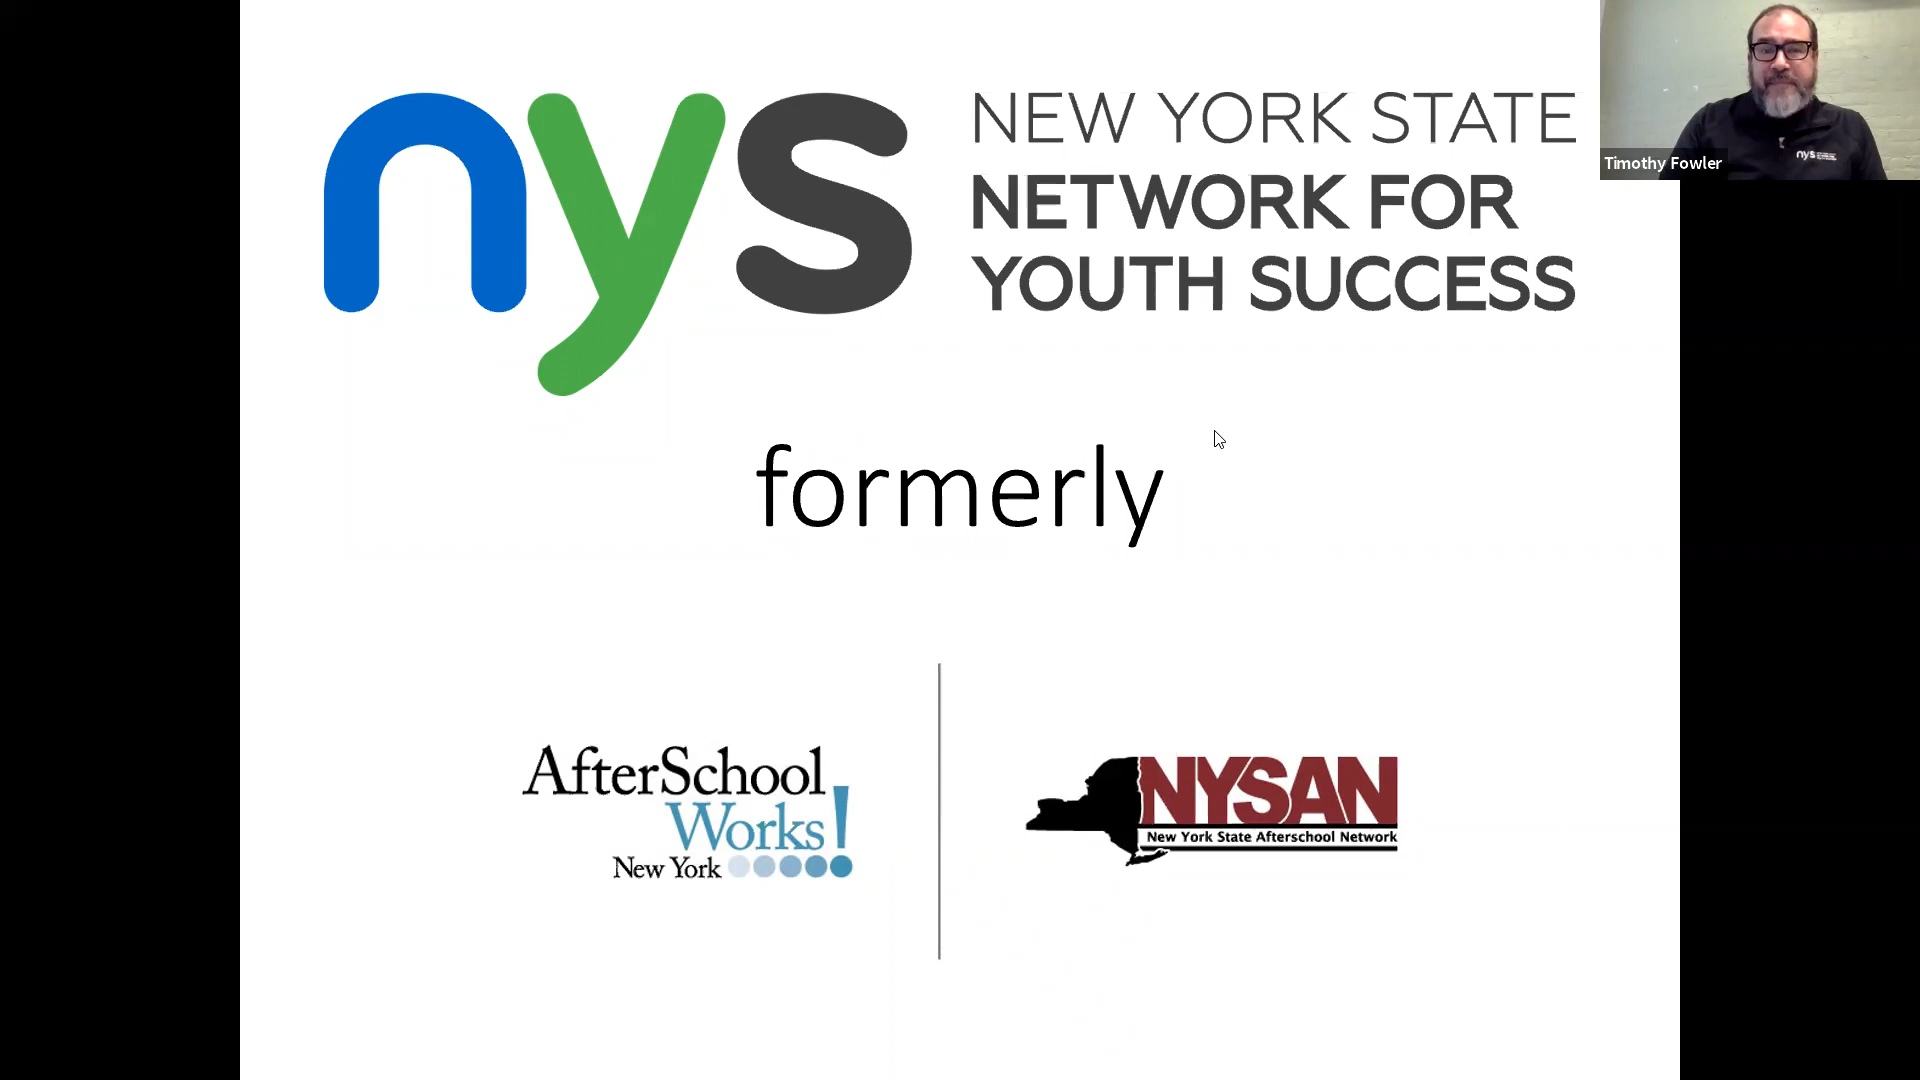 nys
NEW YORK STATE
NETWORK FOR
YOUTH SUCCESS
Timothy Fowler
nys
formerly
AfterSchool
Works!
New York
NYSAN
New York State Afterschool Network